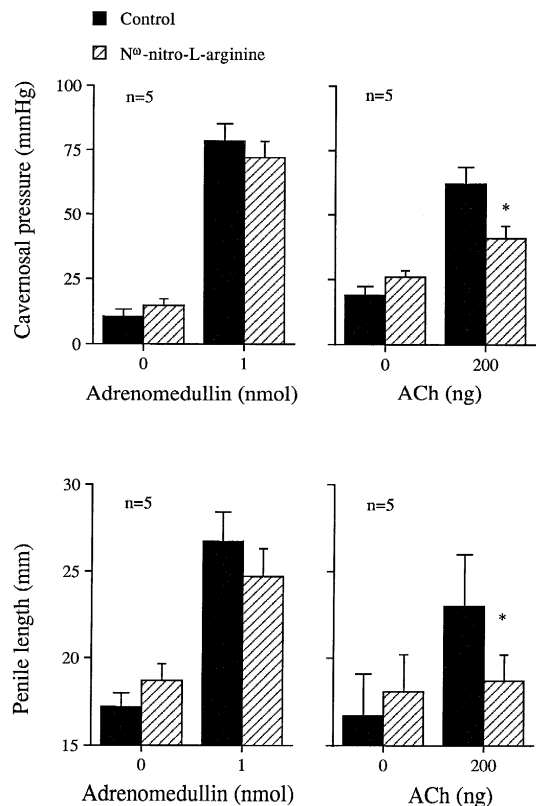 Control
Nω-nitro-L-arginine
Cavernosal pressure (mmHg)
100
75
50
25
0
n=5
0
1
Adrenomedullin (nmol)
n=5
*
0
200
ACh (ng)
Penile length (mm)
30
25
20
15
n=5
0
1
Adrenomedullin (nmol)
n=5
*
0
200
ACh (ng)